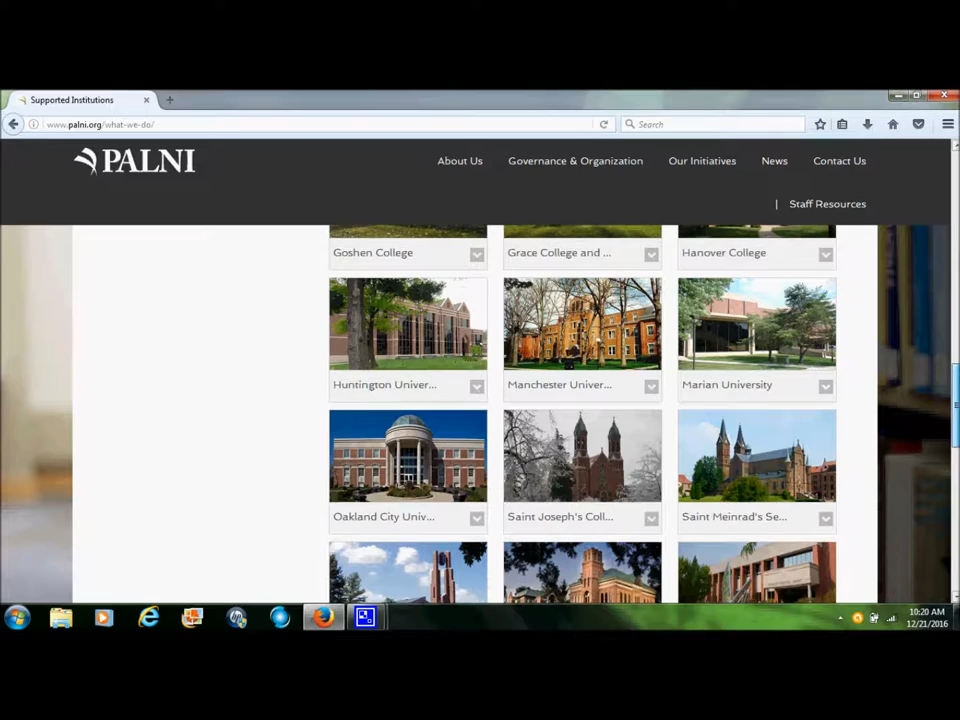 Supported Institutions
www.palni.org/what-we-do/
Search
PALNI
About Us Governance & Organization Our Initiatives News Contact Us
| Staff Resources
Goshen College Grace College and ... Hanover College
Huntington Univer... Manchester Univer... Marian University
Oakland City Univ... Saint Joseph's Coll... Saint Meinrad's Se...
10:20 AM
12/21/2016